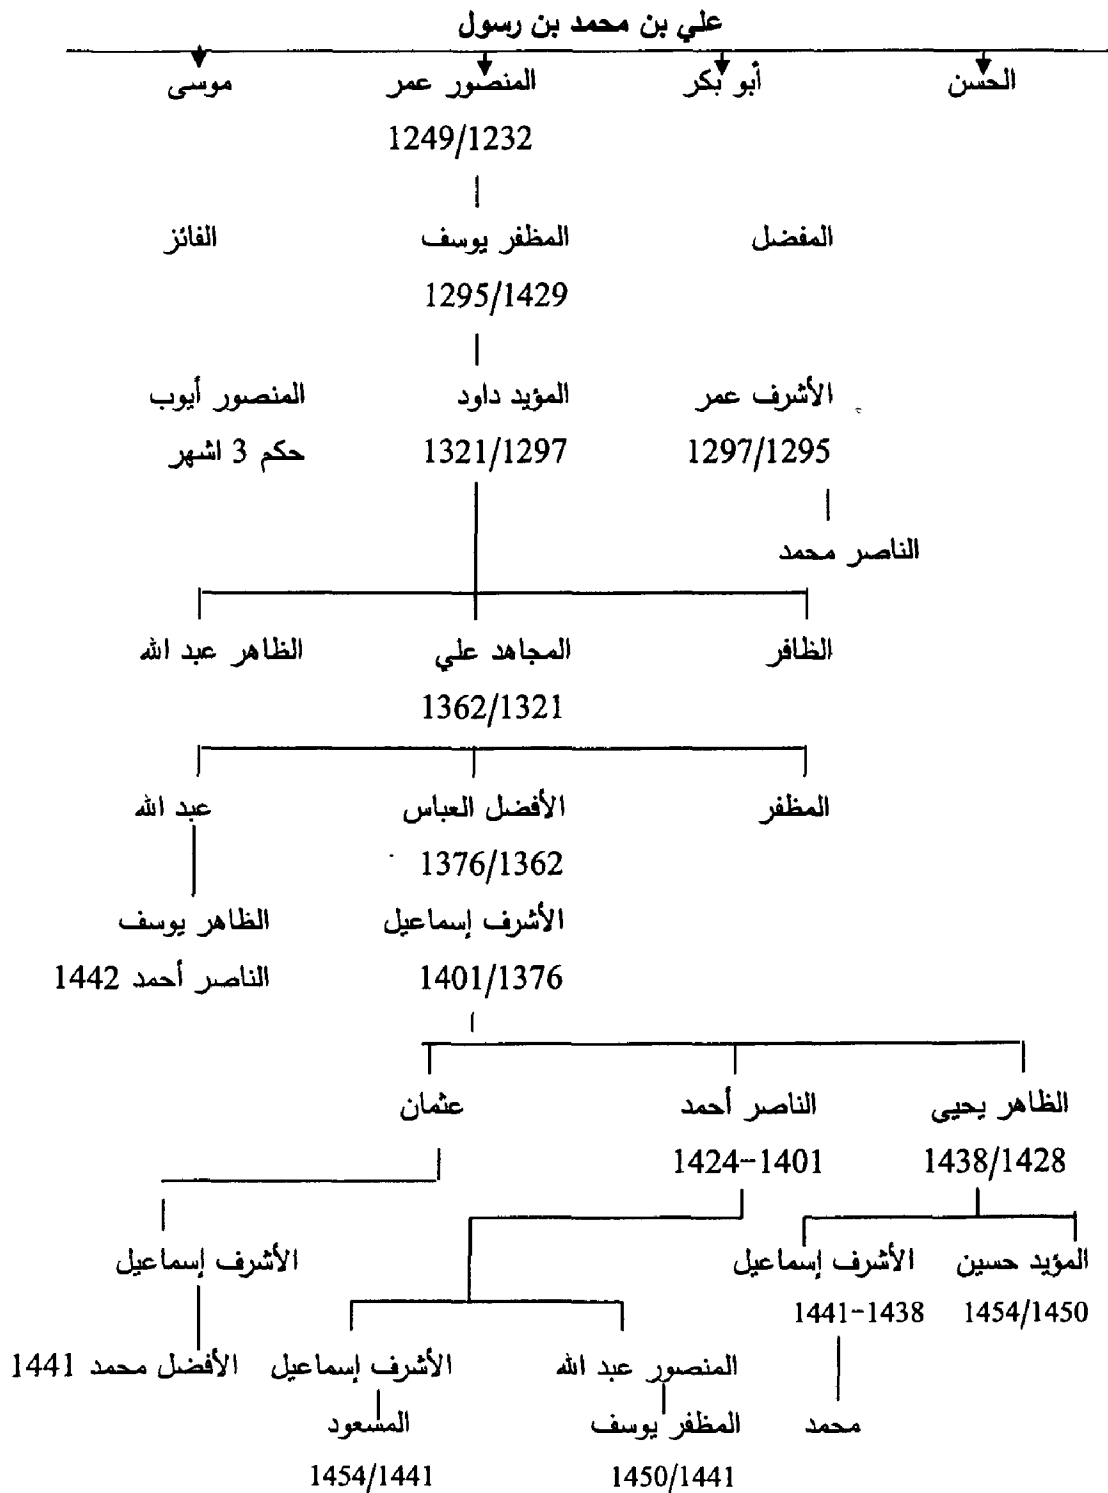 علي بن محمد بن رسول
الحسن أبو بكر المنصور عمر موسى
1249/1232
المفضل المظفر يوسف الفائز
1295/1429
الأشرف عمر المؤيد داود المنصور أيوب
1297/1295 1321/1297 حكم 3 اشهر
الناصر محمد
الظافر المجاهد علي الظاهر عبد الله
1362/1321
المظفر الأفضل العباس عبد الله
1376/1362
الأشرف إسماعيل الظاهر يوسف
1401/1376 الناصر أحمد 1442
الظاهر يحيى الناصر أحمد عثمان
1438/1428 1424-1401
المؤيد حسين الأشرف إسماعيل الأشرف إسماعيل
1454/1450 1441-1438
المنصور عبد الله الأشرف إسماعيل الأفضل محمد 1441
محمد المظفر يوسف المسعود
1450/1441 1454/1441